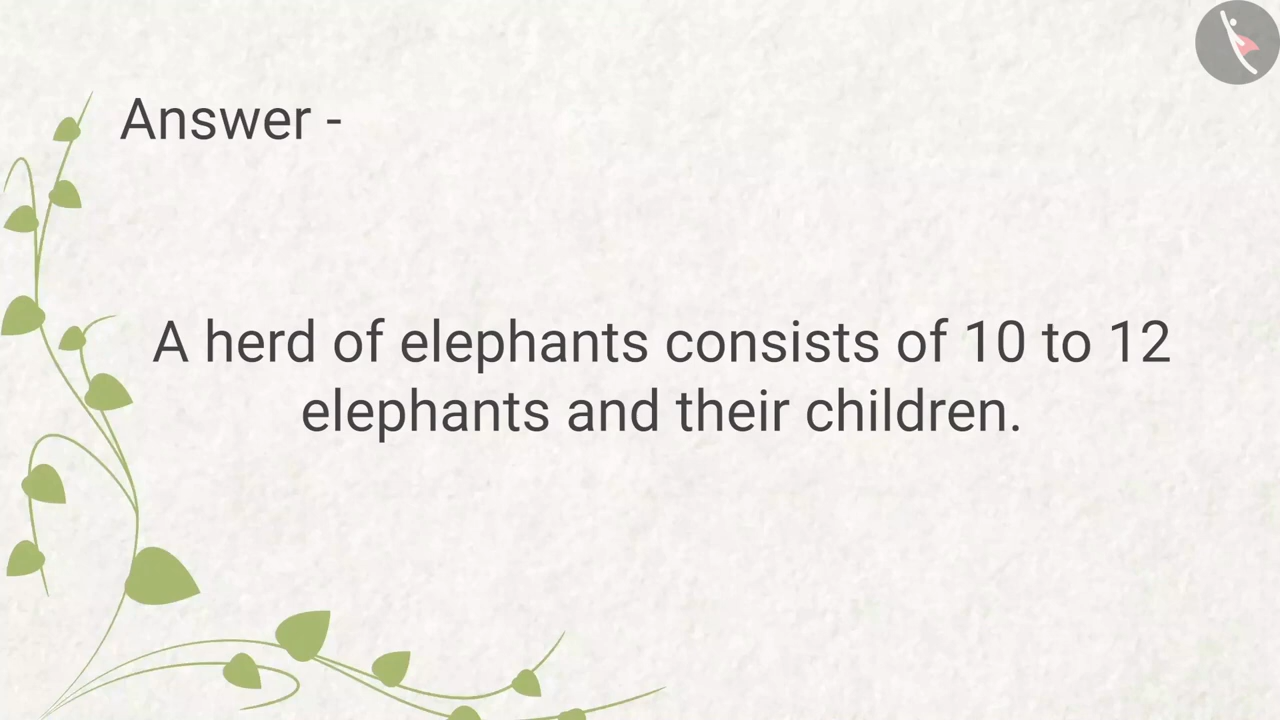 Answer -
A herd of elephants consists of 10 to 12
elephants and their children.